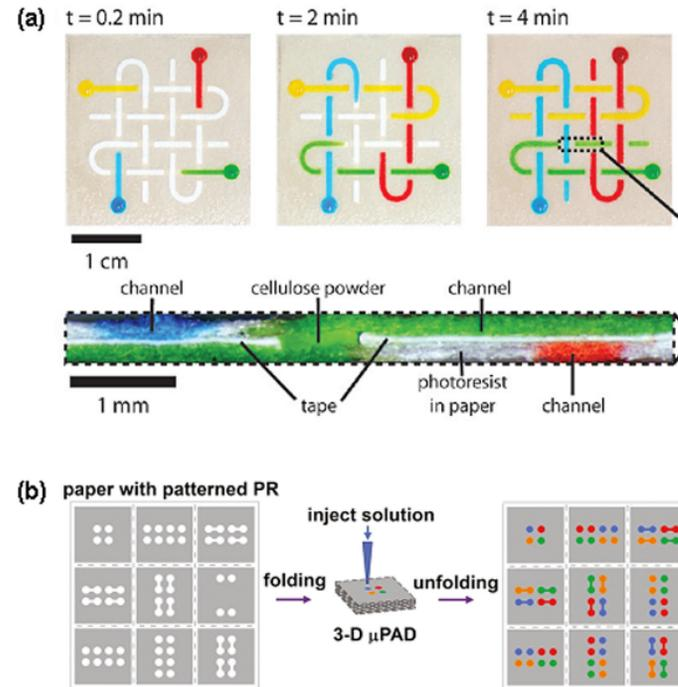 (a)
t = 0.2 min
t = 2 min
t = 4 min
1 cm
channel
cellulose powder
channel
1 mm
tape
photoresist
in paper
channel
(b) paper with patterned PR
inject solution
folding
unfolding
3-D μPAD